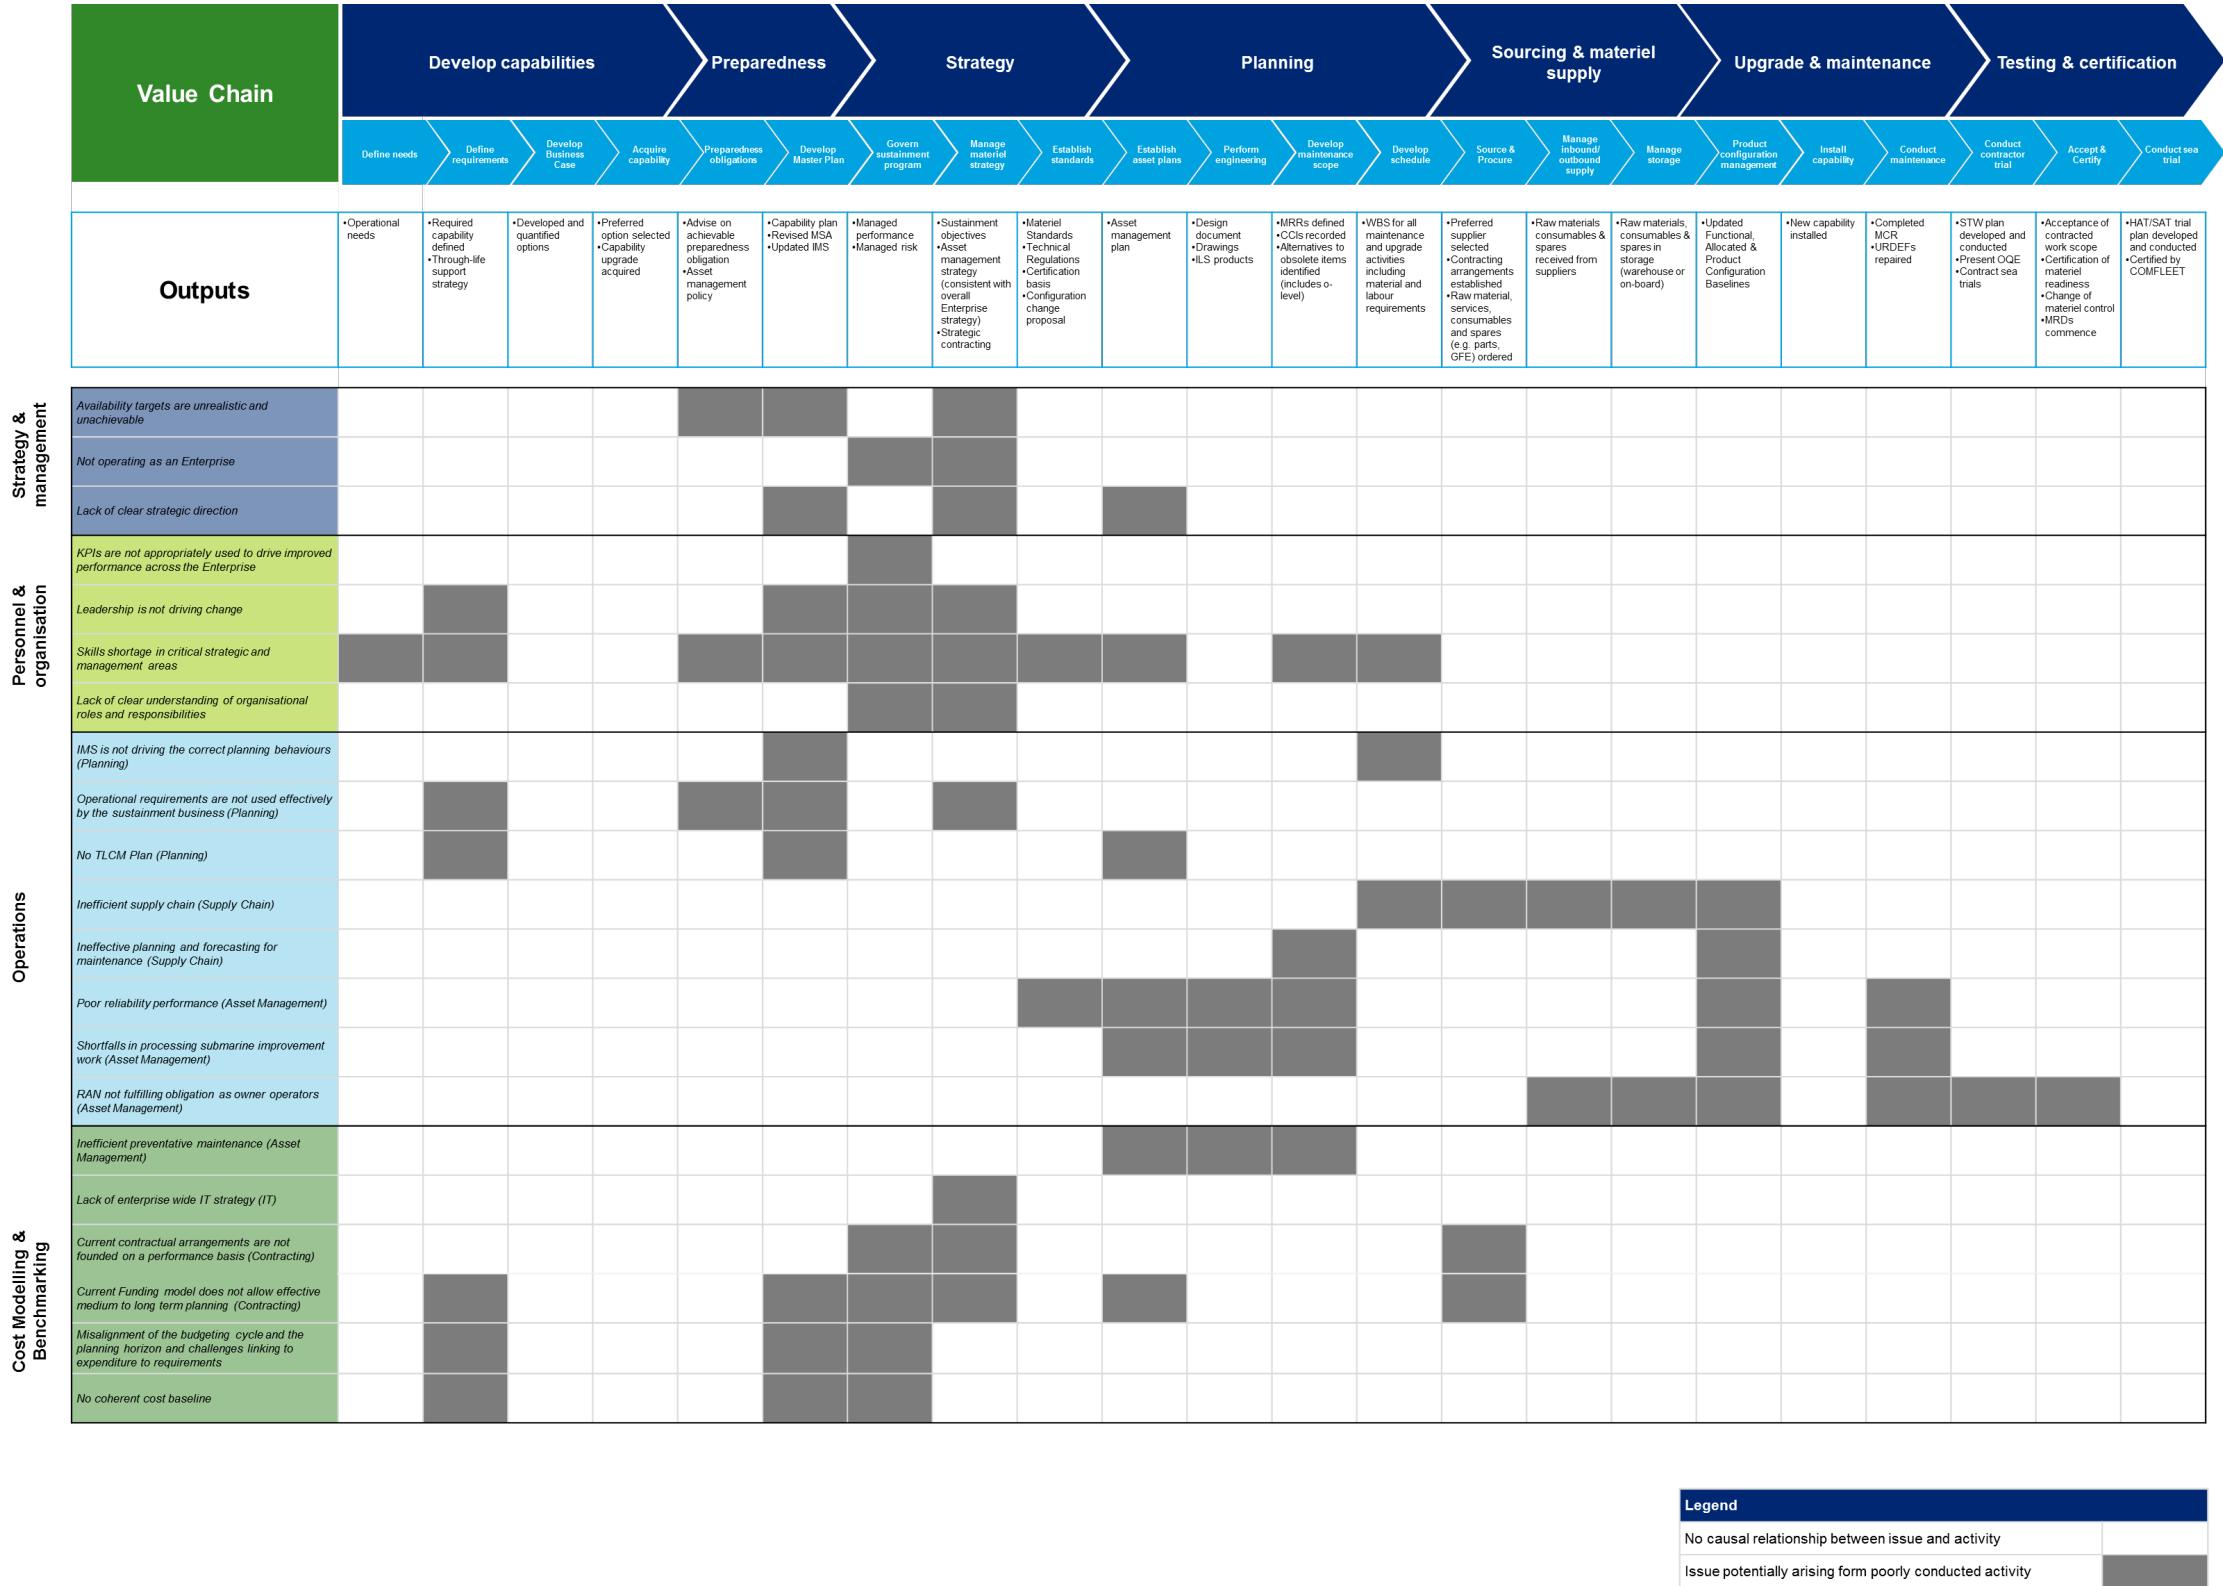 Value Chain
Develop capabilities
Preparedness
Strategy
Planning
Sourcing & materiel
supply
Upgrade & maintenance
Testing & certification
Define needs
Define
requirements
Develop
Business
Case
Acquire
capability
Preparedness
obligations
Develop
Master Plan
Govern
sustainment
program
Manage
materiel
strategy
Establish
standards
Establish
asset plans
Perform
engineering
Develop
maintenance
scope
Develop
schedule
Source &
Procure
Manage
inbound/
outbound
supply
Manage
storage
Product
configuration
management
Install
capability
Conduct
maintenance
Conduct
contractor
trial
Accept &
Certify
Conduct sea
trial
Outputs
•Operational
needs
•Required
capability
defined
•Through-life
support
strategy
•Developed and
quantified
options
•Preferred
option selected
•Capability
upgrade
acquired
•Advise on
achievable
preparedness
obligation
•Asset
management
policy
•Capability plan
•Revised MSA
•Updated IMS
•Managed
performance
•Managed risk
•Sustainment
objectives
•Asset
management
strategy
(consistent with
overall
Enterprise
strategy)
•Strategic
contracting
•Materiel
Standards
•Technical
Regulations
•Certification
basis
•Configuration
change
proposal
•Asset
management
plan
•Design
document
•Drawings
•ILS products
•MRRs defined
•CCIs recorded
•Alternatives to
obsolete items
identified
(includes o-
level)
•WBS for all
maintenance
and upgrade
activities
including
material and
labour
requirements
•Preferred
supplier
selected
•Contracting
arrangements
established
•Raw material,
services,
consumables
and spares
(e.g. parts,
GFE) ordered
•Raw materials
consumables &
spares
received from
suppliers
•Raw materials,
consumables &
spares in
storage
(warehouse or
on-board)
•Updated
Functional,
Allocated &
Product
Configuration
Baselines
•New capability
installed
•Completed
MCR
•URDEFs
repaired
•STW plan
developed and
conducted
•Present OQE
•Contract sea
trials
•Acceptance of
contracted
work scope
•Certification of
materiel
readiness
•Change of
materiel control
•MRDs
commence
•HAT/SAT trial
plan developed
and conducted
•Certified by
COMFLEET
Strategy &
management
Availability targets are unrealistic and
unachievable
Not operating as an Enterprise
Lack of clear strategic direction
Personnel &
organisation
KPIs are not appropriately used to drive improved
performance across the Enterprise
Leadership is not driving change
Skills shortage in critical strategic and
management areas
Lack of clear understanding of organisational
roles and responsibilities
Operations
IMS is not driving the correct planning behaviours
(Planning)
Operational requirements are not used effectively
by the sustainment business (Planning)
No TLCM Plan (Planning)
Inefficient supply chain (Supply Chain)
Ineffective planning and forecasting for
maintenance (Supply Chain)
Poor reliability performance (Asset Management)
Shortfalls in processing submarine improvement
work (Asset Management)
RAN not fulfilling obligation as owner operators
(Asset Management)
Cost Modelling &
Benchmarking
Inefficient preventative maintenance (Asset
Management)
Lack of enterprise wide IT strategy (IT)
Current contractual arrangements are not
founded on a performance basis (Contracting)
Current Funding model does not allow effective
medium to long term planning (Contracting)
Misalignment of the budgeting cycle and the
planning horizon and challenges linking to
expenditure to requirements
No coherent cost baseline
Legend
No causal relationship between issue and activity
Issue potentially arising form poorly conducted activity